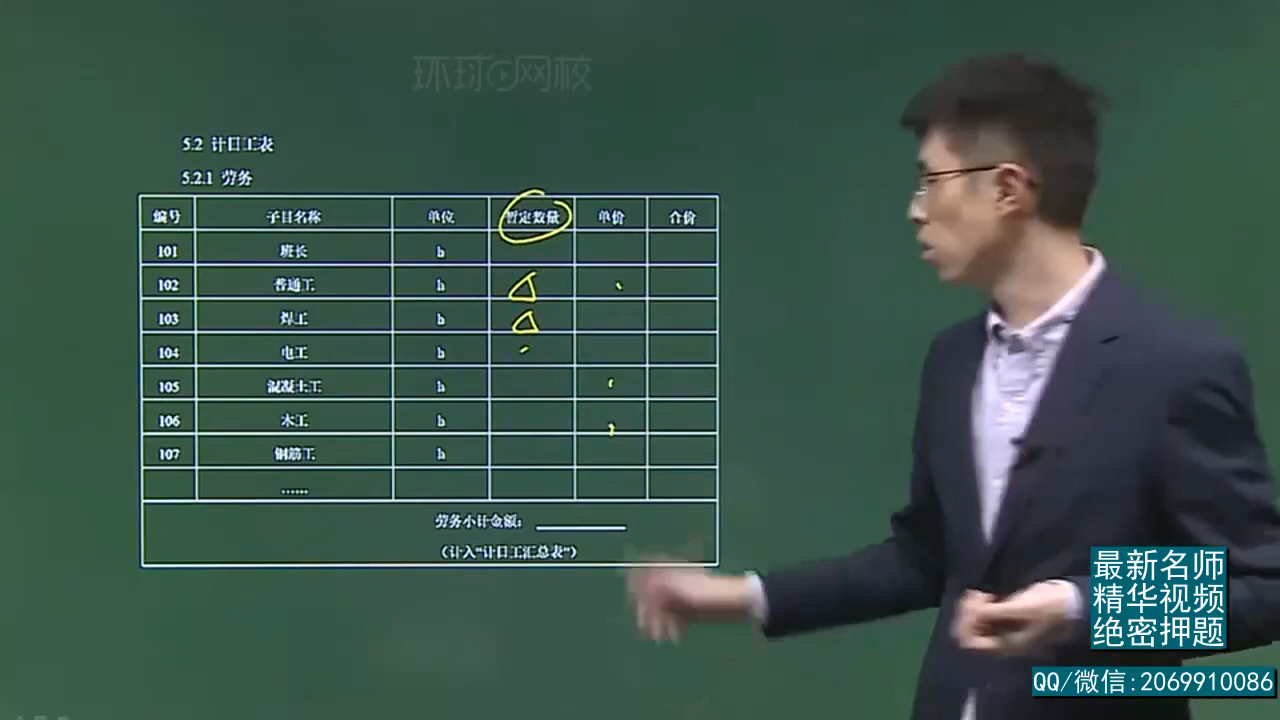 环球网校
5.2 计日工表
5.2.1 劳务
编号 子目名称 单位 暂定数量 单价 合价
101 班长 h
102 普通工 h
103 焊工 h
104 电工 h
105 混凝土工 h
106 木工 h
107 钢筋工 h
……
劳务小计金额：
（计入"计日工汇总表"）
最新名师
精华视频
绝密押题
QQ/微信:2069910086